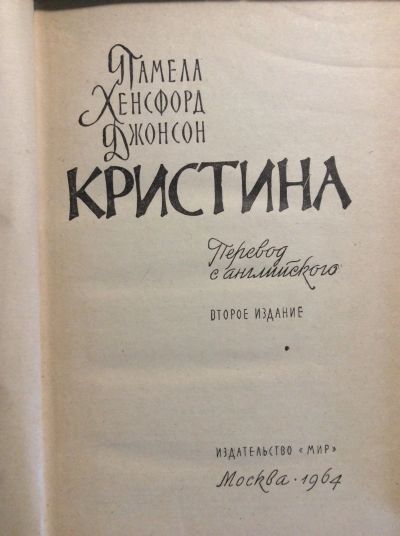 Памела
Хенсфорд
Джонсон
КРИСТИНА
Перевод
с английского
ВТОРОЕ ИЗДАНИЕ
ИЗДАТЕЛЬСТВО «МИР»
Москва · 1964